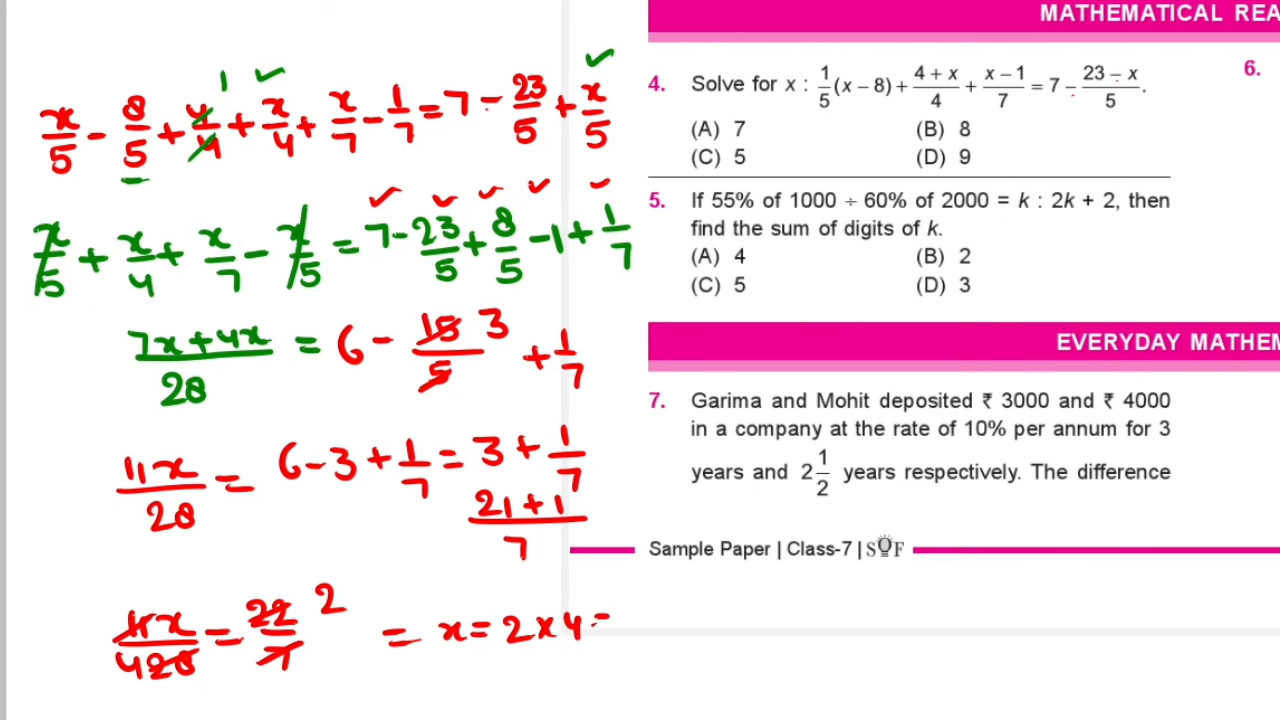 x/5 - 8/5 + 4/4 1 + x/4 + x/7 - 1/7 = 7 - 23/5 + x/5
x/5 + x/4 + x/7 - x/5 = 7 - 23/5 + 8/5 - 1 + 1/7
7x + 4x/28 = 6 - 15/5 3 + 1/7
11x/28 = 6 - 3 + 1/7 = 3 + 1/7
21 + 1/7
11x/4 28 = 22/7 2 = x = 2 × 4 =
MATHEMATICAL REA
4. Solve for x : 1/5(x – 8) + 4 + x/4 + x – 1/7 = 7 – 23 – x/5.
(A) 7 (B) 8
(C) 5 (D) 9
5. If 55% of 1000 ÷ 60% of 2000 = k : 2k + 2, then
find the sum of digits of k.
(A) 4 (B) 2
(C) 5 (D) 3
6.
EVERYDAY MATHEM
7. Garima and Mohit deposited ₹ 3000 and ₹ 4000
in a company at the rate of 10% per annum for 3
years and 2 1/2 years respectively. The difference
Sample Paper | Class-7 | SOF